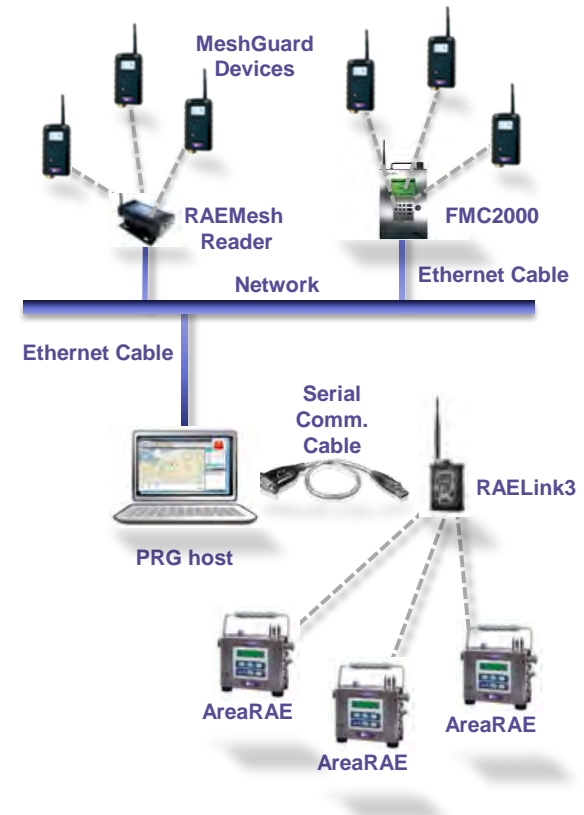 MeshGuard
Devices
RAEMesh
Reader
FMC2000
Network
Ethernet Cable
Ethernet Cable
Serial
Comm.
Cable
RAELink3
PRG host
AreaRAE
AreaRAE
AreaRAE